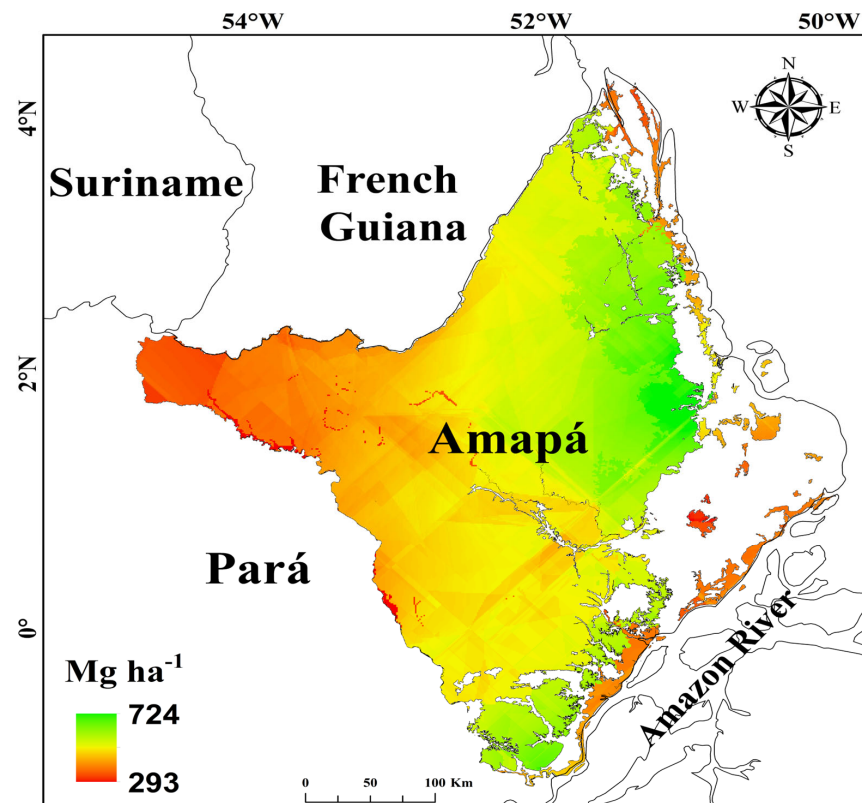 54°W 52°W 50°W
4°N
2°N
0°
N
W E
S
Suriname
French
Guiana
Amapá
Pará
Amazon River
Mg ha⁻¹
724
293
0 50 100 Km